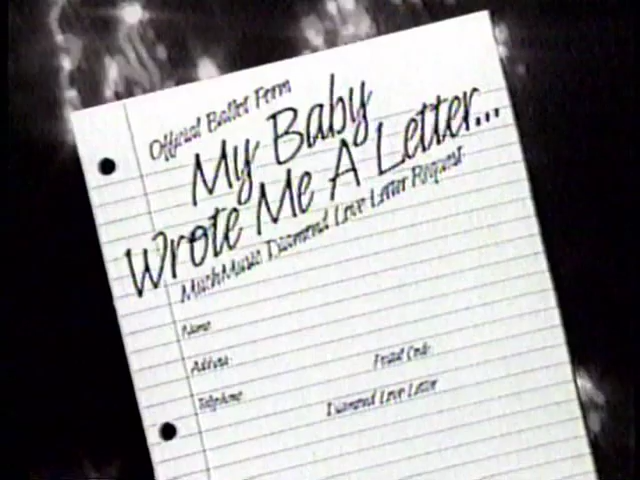 Official Ballot Form
My Baby
Wrote Me A Letter...
MuchMusic Diamond Love Letter Request
Name
Address:
Postal Code:
Telephone
Diamond Love Letter